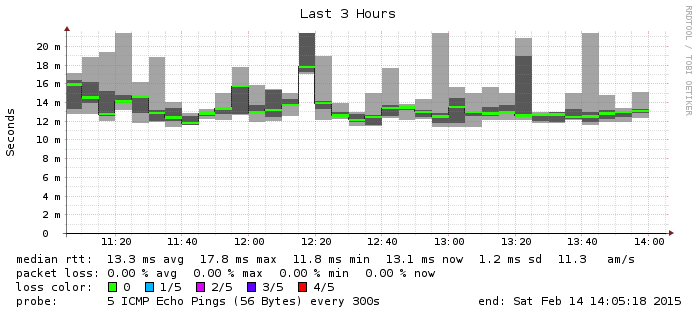 Last 3 Hours
RRDTOOL / TOBI OETIKER
Seconds
20 m
18 m
16 m
14 m
12 m
10 m
8 m
6 m
4 m
2 m
0
11:20 11:40 12:00 12:20 12:40 13:00 13:20 13:40 14:00
median rtt: 13.3 ms avg 17.8 ms max 11.8 ms min 13.1 ms now 1.2 ms sd 11.3 am/s
packet loss: 0.00 % avg 0.00 % max 0.00 % min 0.00 % now
loss color: 0 1/5 2/5 3/5 4/5
probe: 5 ICMP Echo Pings (56 Bytes) every 300s end: Sat Feb 14 14:05:18 2015